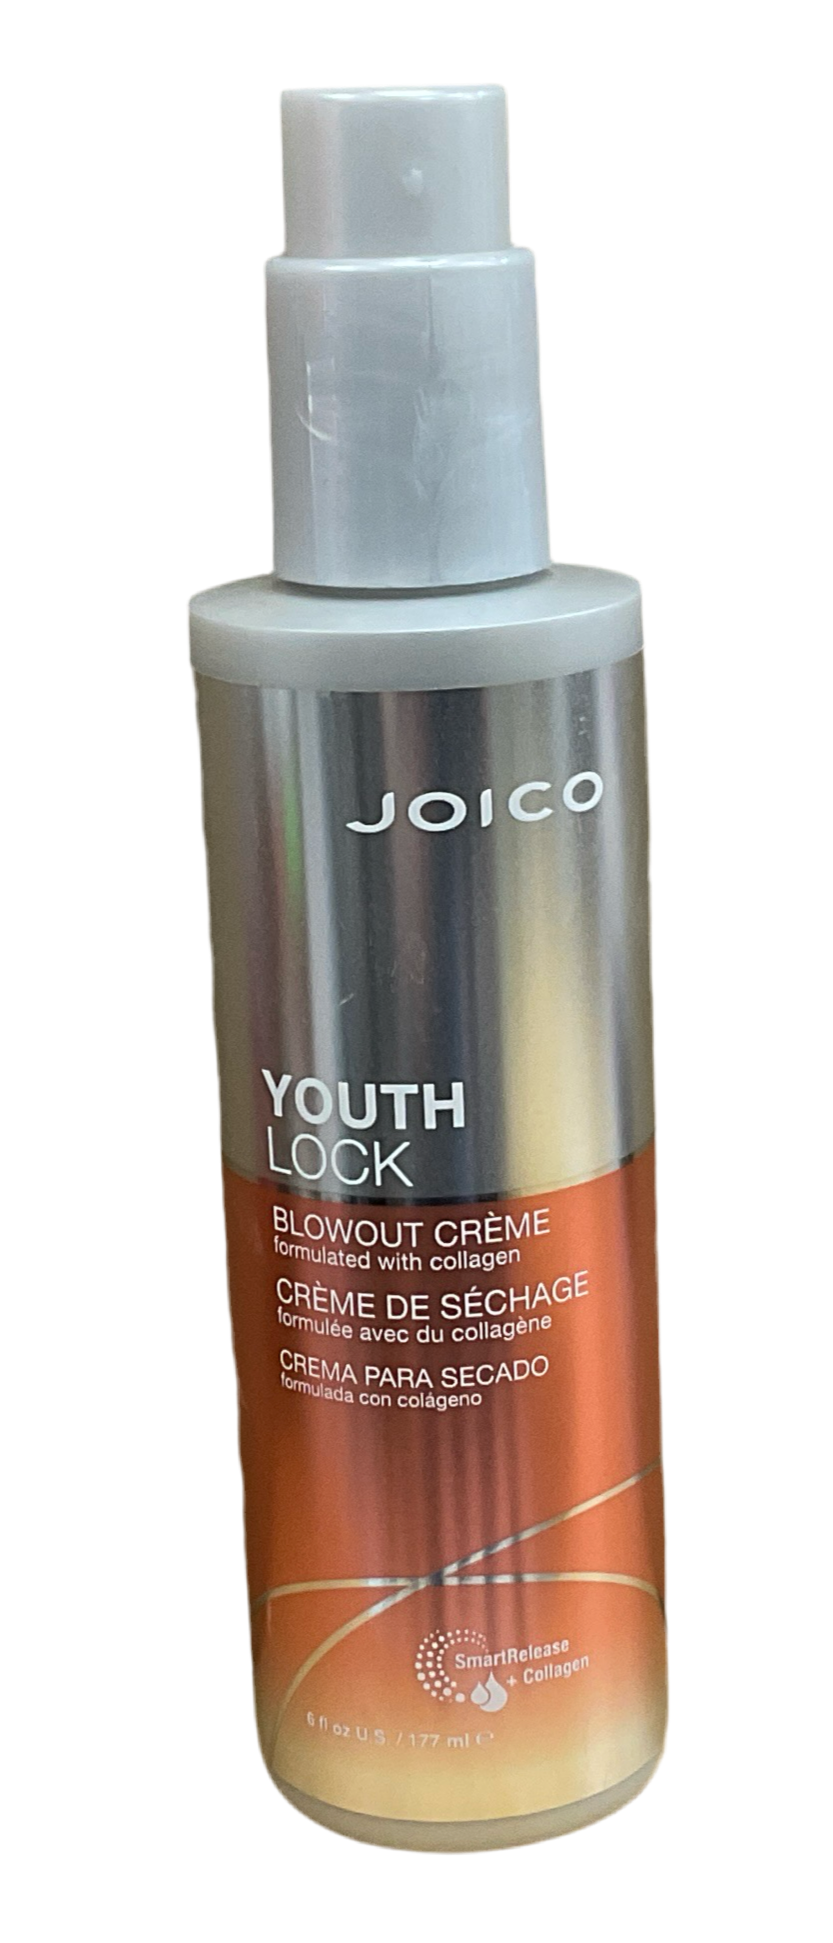 JOICO
YOUTH
LOCK
BLOWOUT CRÈME
formulated with collagen
CRÈME DE SÉCHAGE
formulée avec du collagène
CREMA PARA SECADO
formulada con colágeno
SmartRelease
+ Collagen
6 fl oz U.S. / 177 ml ℮